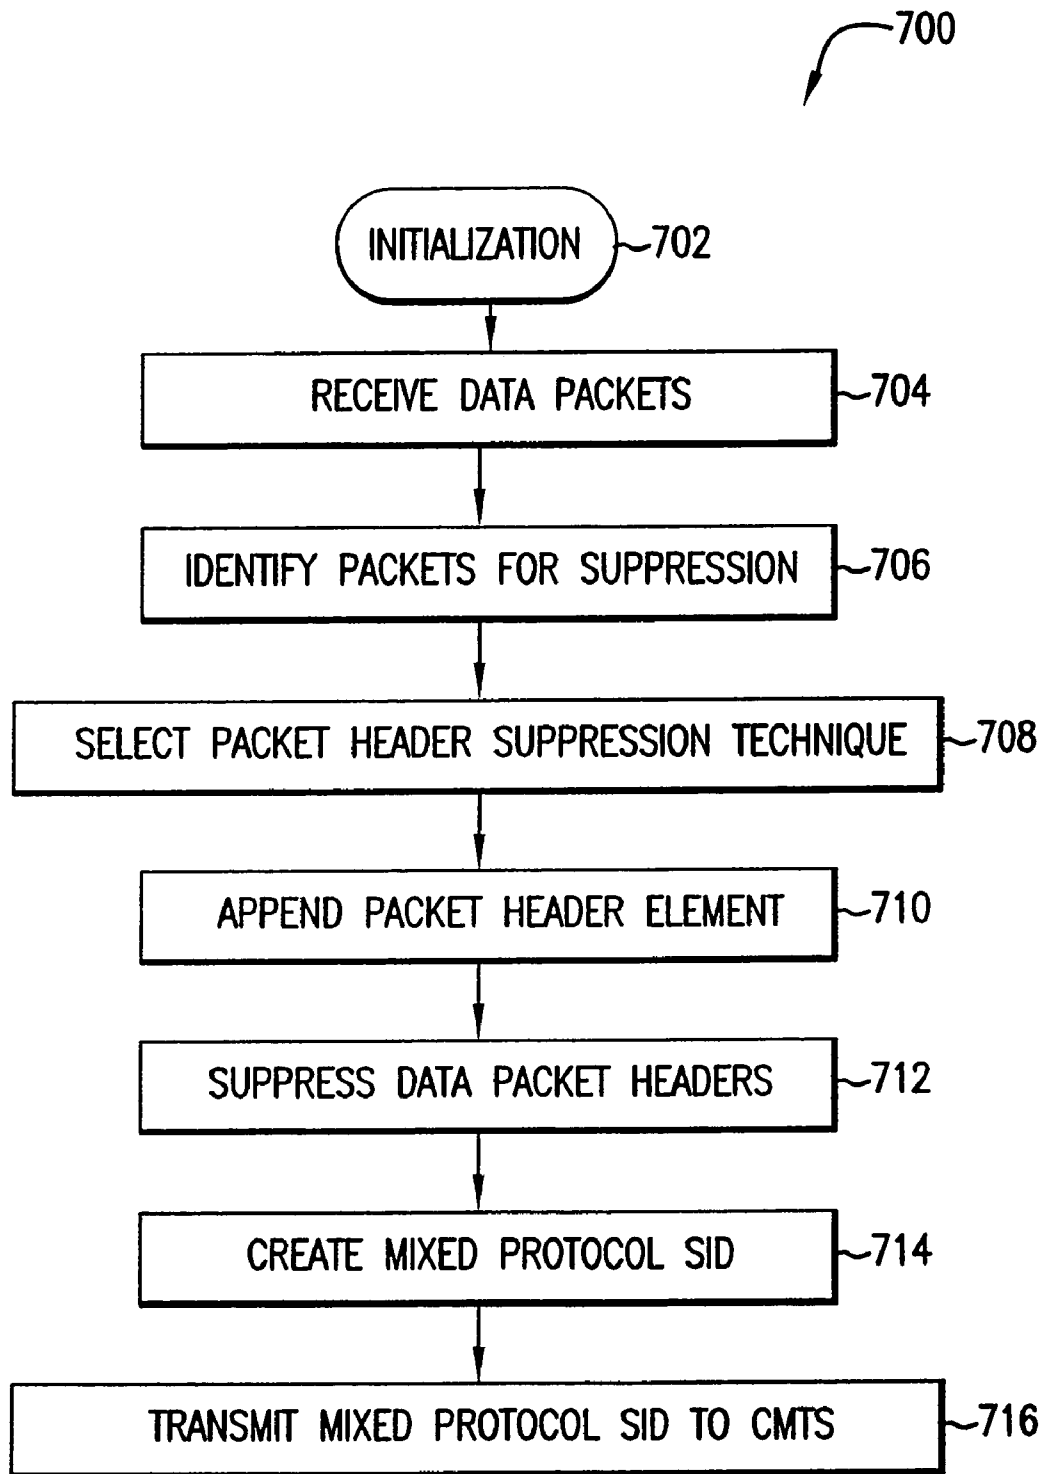 700
INITIALIZATION 702
RECEIVE DATA PACKETS 704
IDENTIFY PACKETS FOR SUPPRESSION 706
SELECT PACKET HEADER SUPPRESSION TECHNIQUE 708
APPEND PACKET HEADER ELEMENT 710
SUPPRESS DATA PACKET HEADERS 712
CREATE MIXED PROTOCOL SID 714
TRANSMIT MIXED PROTOCOL SID TO CMTS 716